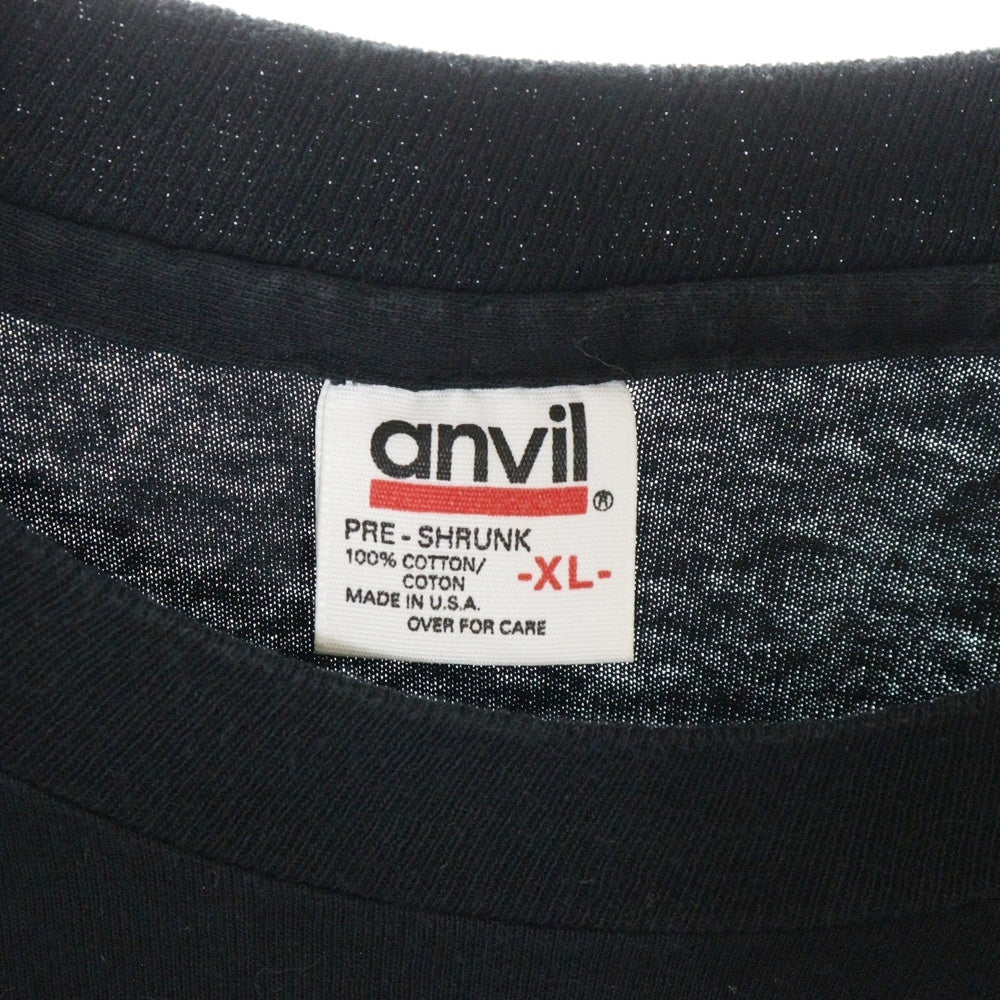 anvil®
PRE - SHRUNK
100% COTTON/
COTON
-XL-
MADE IN U.S.A.
OVER FOR CARE